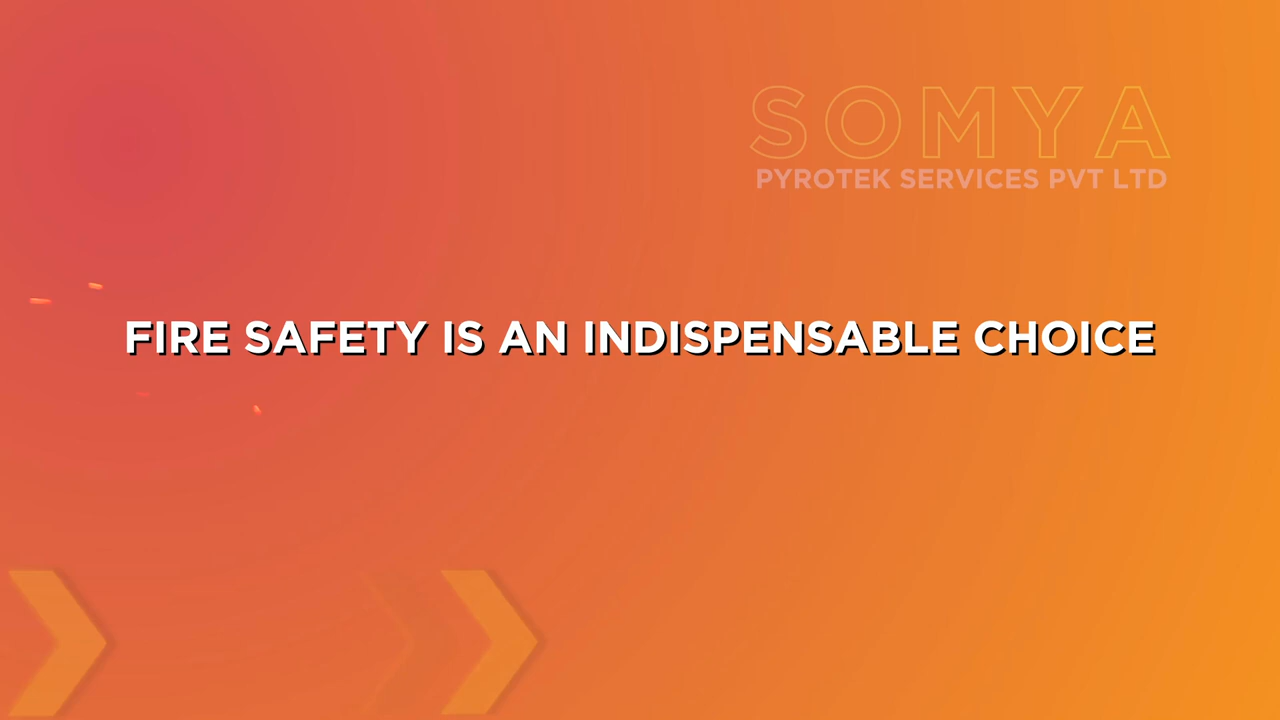 SOMYA
PYROTEK SERVICES PVT LTD
FIRE SAFETY IS AN INDISPENSABLE CHOICE